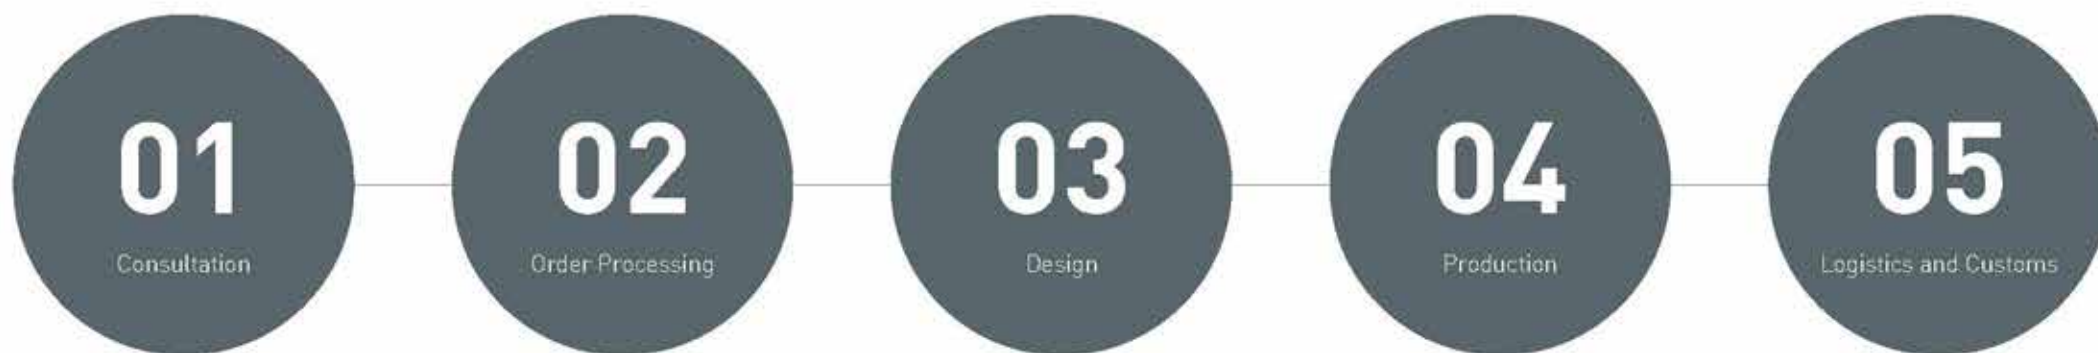 01
Consultation
02
Order Processing
03
Design
04
Production
05
Logistics and Customs